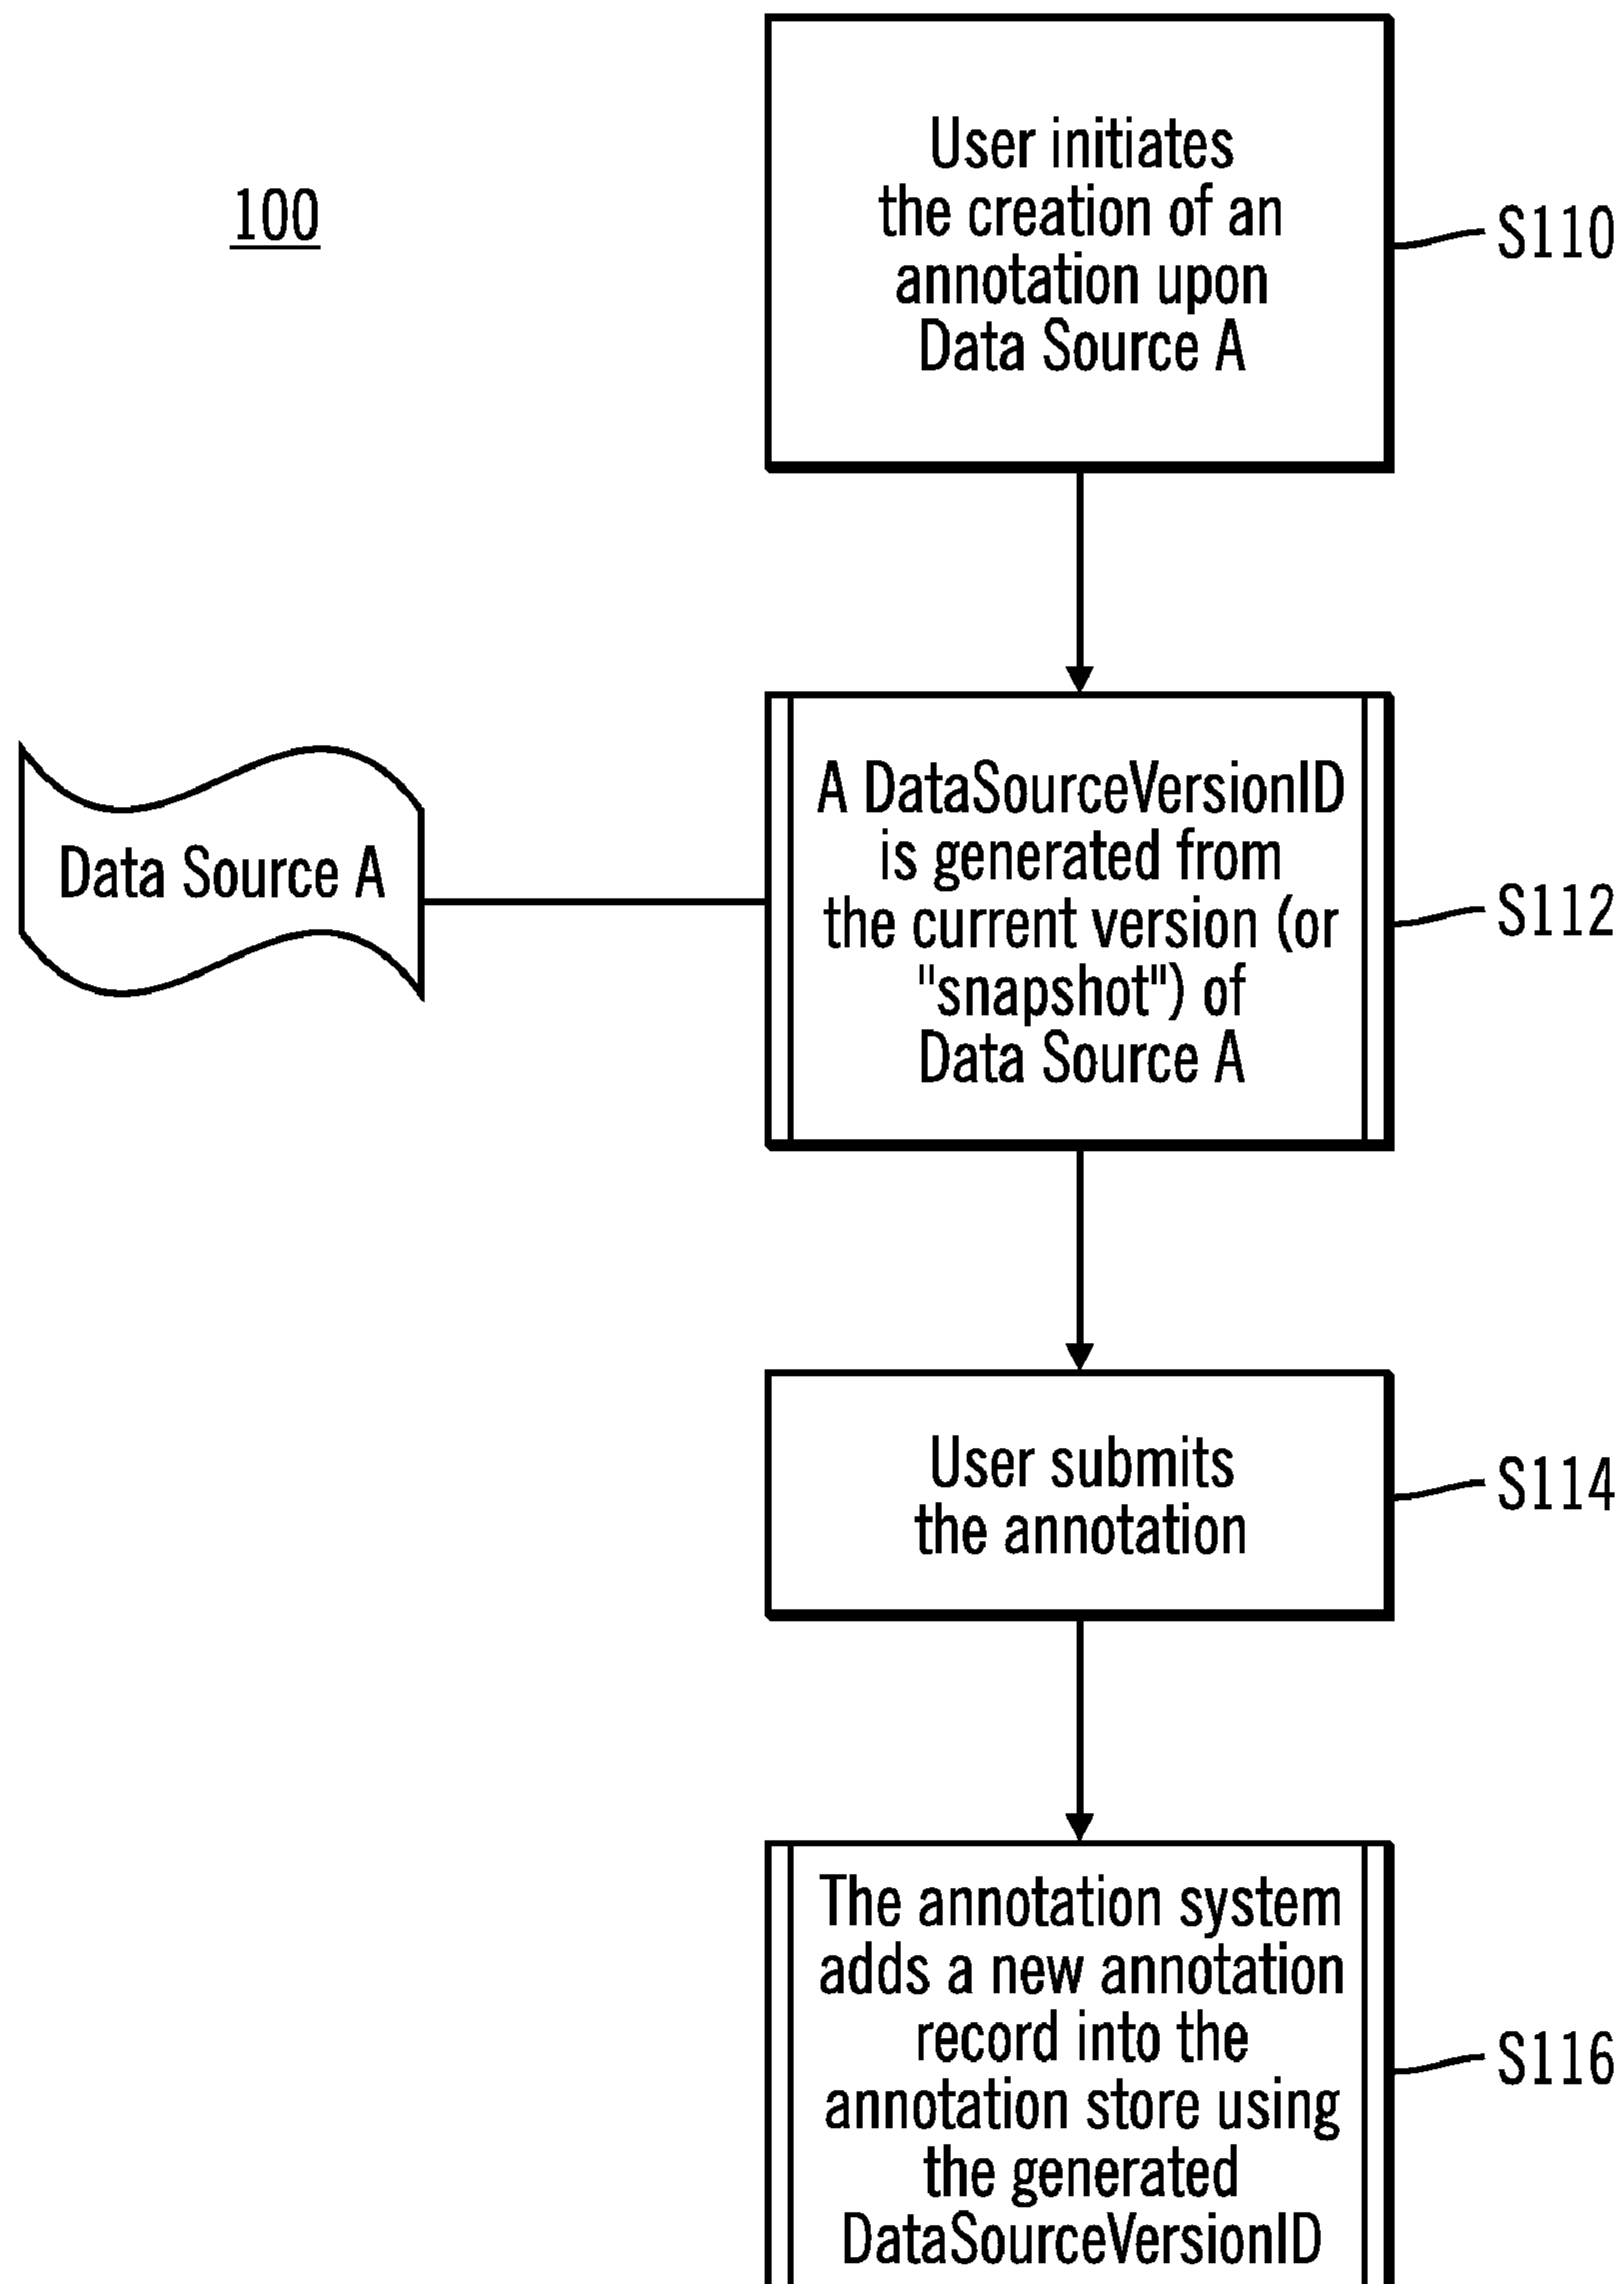 100
User initiates
the creation of an
annotation upon
Data Source A
S110
Data Source A
A DataSourceVersionID
is generated from
the current version (or
"snapshot") of
Data Source A
S112
User submits
the annotation
S114
The annotation system
adds a new annotation
record into the
annotation store using
the generated
DataSourceVersionID
S116